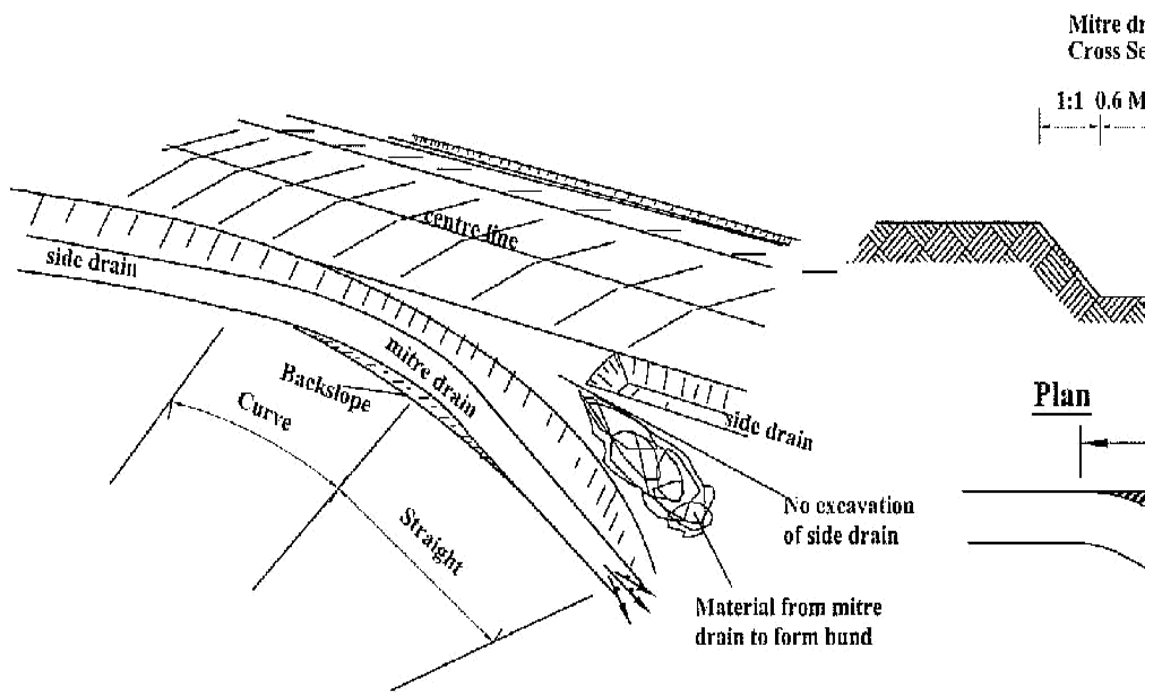 Mitre dr
Cross Se
1:1 0.6 M
centre line
side drain
mitre drain
Backslope
Curve
Straight
side drain
Plan
No excavation
of side drain
Material from mitre
drain to form bund